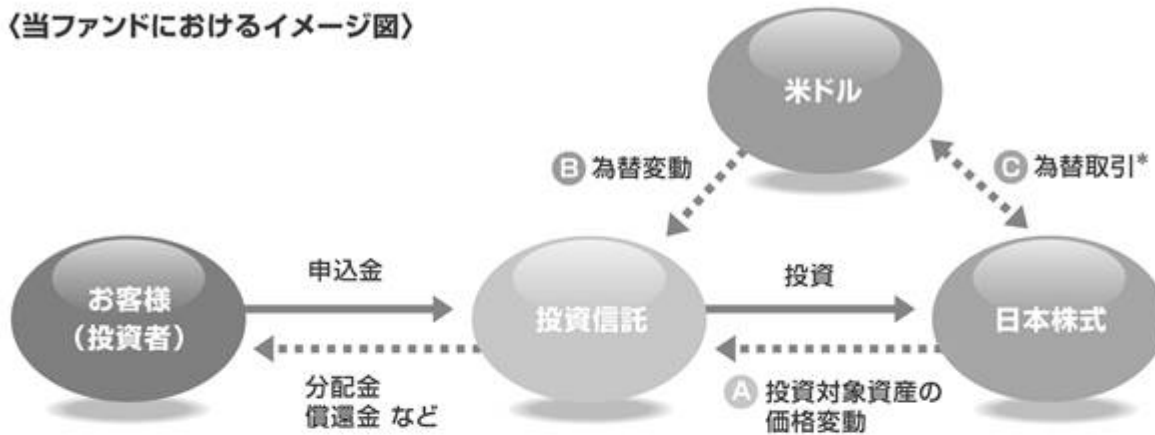 〈当ファンドにおけるイメージ図〉
米ドル
B 為替変動
C 為替取引*
申込金
投資
お客様
(投資者)
投資信託
日本株式
分配金
償還金 など
A 投資対象資産の
価格変動